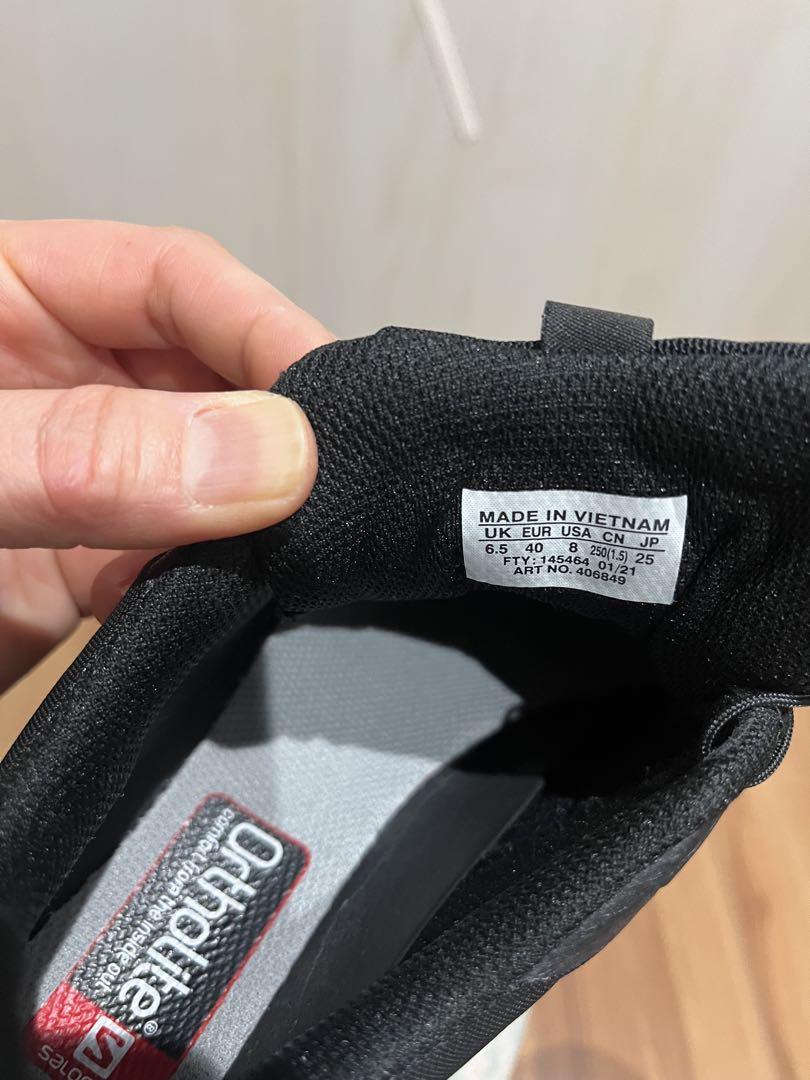 MADE IN VIETNAM
UK EUR USA CN JP
6.5 40 8 250(1.5) 25
FTY: 145464 01/21
ART NO. 406849
Ortholite®
comfort from the inside out